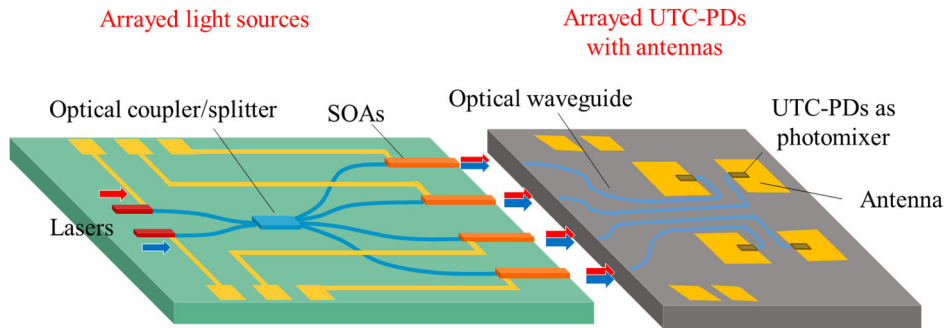 Arrayed light sources
Arrayed UTC-PDs
with antennas
Optical coupler/splitter
SOAs
Optical waveguide
UTC-PDs as
photomixer
Antenna
Lasers